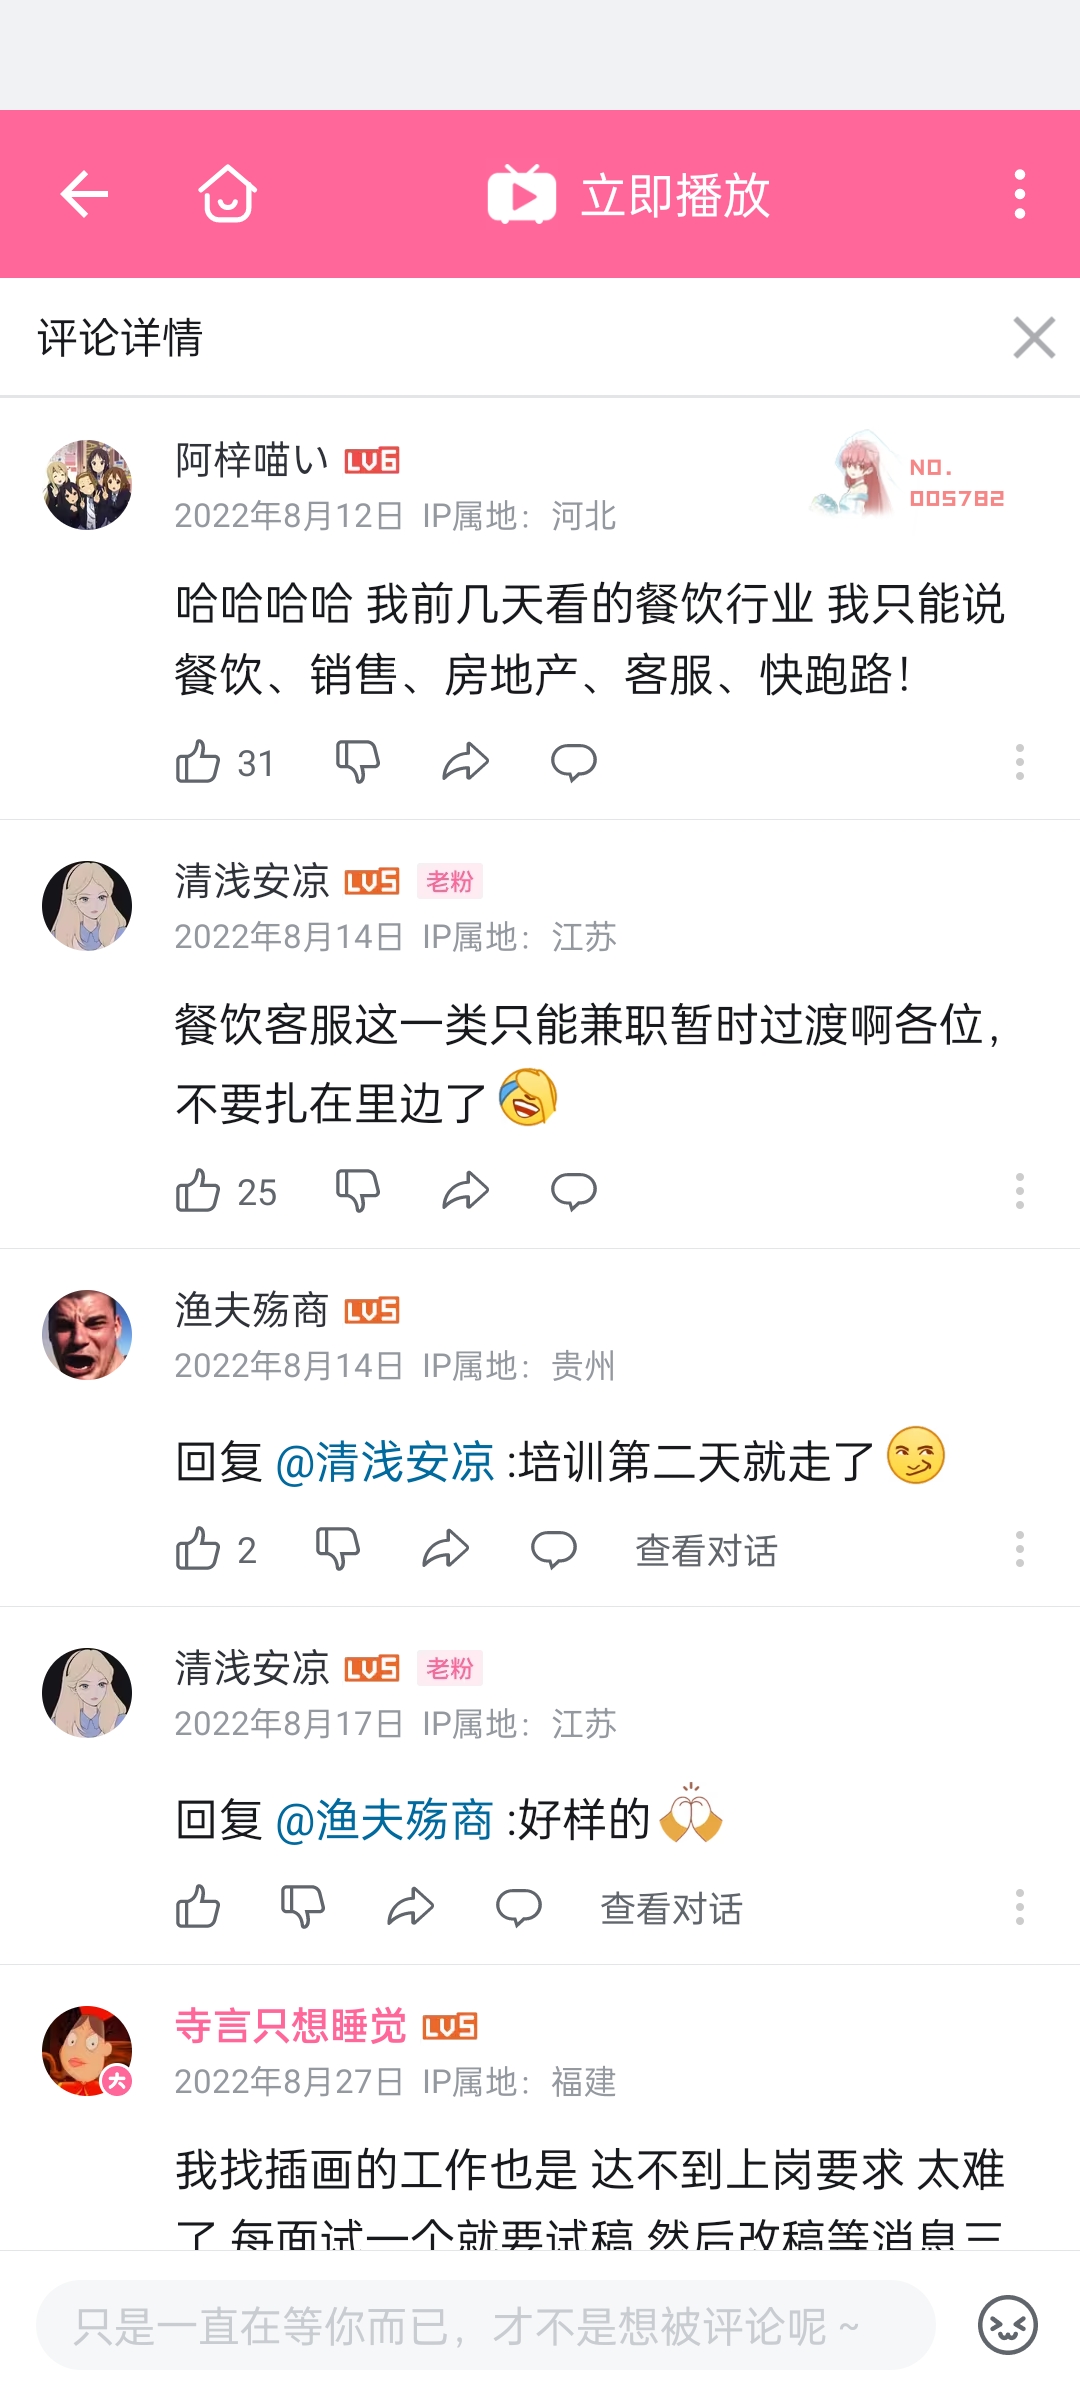 立即播放
评论详情
阿梓喵い LV6
NO.
005782
2022年8月12日 IP属地：河北
哈哈哈哈 我前几天看的餐饮行业 我只能说
餐饮、销售、房地产、客服、快跑路！
31
清浅安凉 LV5 老粉
2022年8月14日 IP属地：江苏
餐饮客服这一类只能兼职暂时过渡啊各位，
不要扎在里边了
25
渔夫殇商 LV5
2022年8月14日 IP属地：贵州
回复 @清浅安凉 :培训第二天就走了
2 查看对话
清浅安凉 LV5 老粉
2022年8月17日 IP属地：江苏
回复 @渔夫殇商 :好样的
查看对话
寺言只想睡觉 LV5
大
2022年8月27日 IP属地：福建
我找插画的工作也是 达不到上岗要求 太难
了 每面试一个就要试稿 然后改稿等消息三
只是一直在等你而已，才不是想被评论呢~